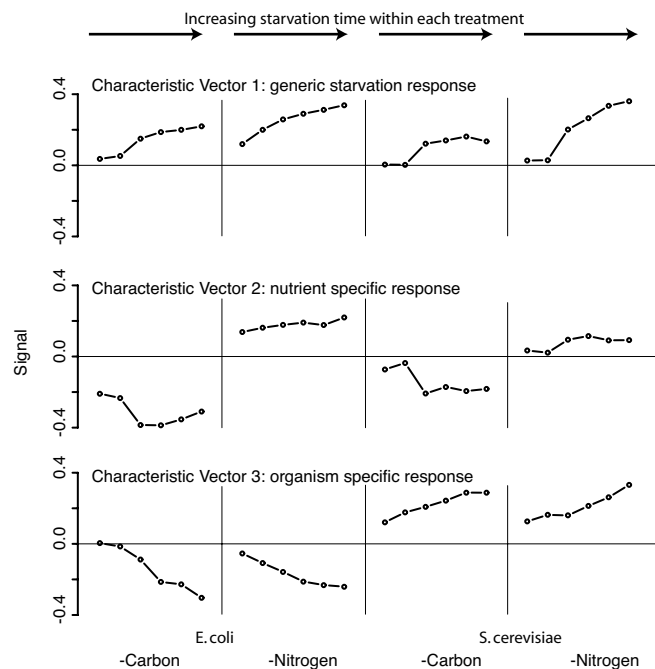 Increasing starvation time within each treatment
Characteristic Vector 1: generic starvation response
0.4
0.0
-0.4
Characteristic Vector 2: nutrient specific response
0.4
0.0
-0.4
Signal
Characteristic Vector 3: organism specific response
0.4
0.0
-0.4
E. coli S. cerevisiae
-Carbon -Nitrogen -Carbon -Nitrogen